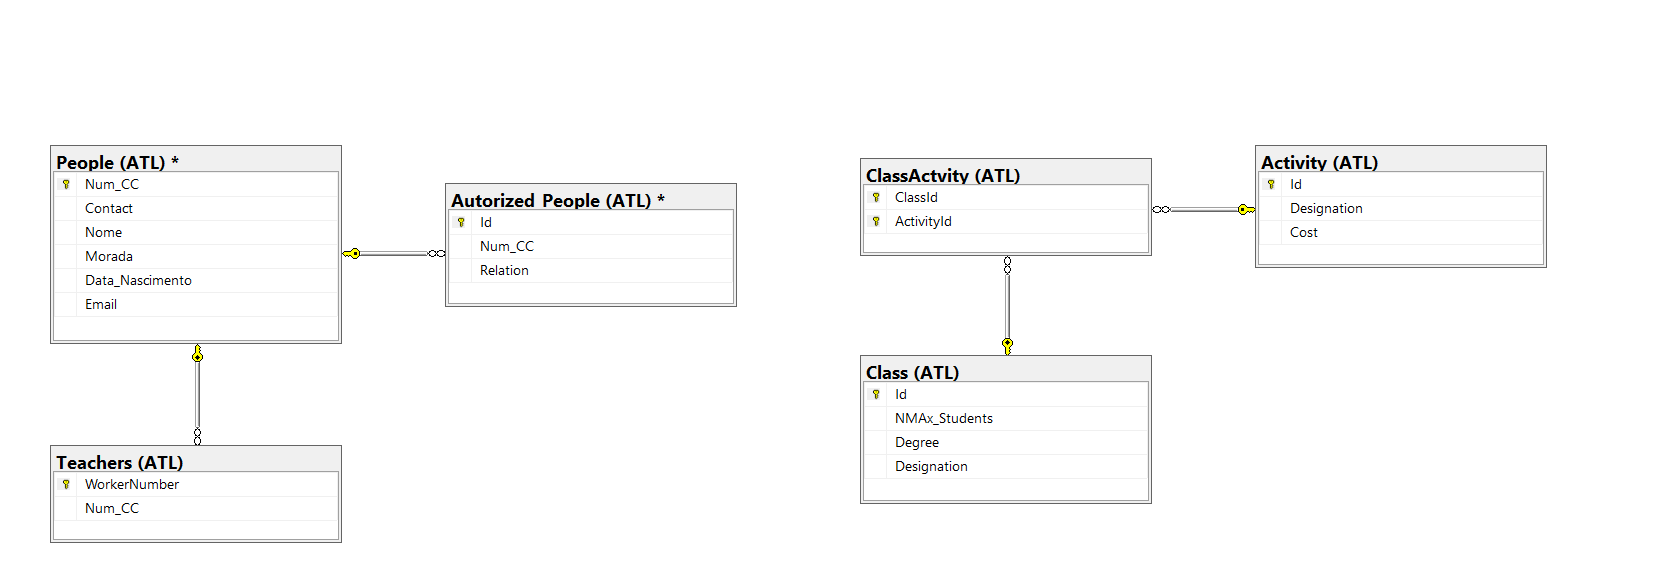 People (ATL) *
Num_CC
Contact
Nome
Morada
Data_Nascimento
Email
Autorized_People (ATL) *
Id
Num_CC
Relation
Teachers (ATL)
WorkerNumber
Num_CC
ClassActvity (ATL)
ClassId
ActivityId
Activity (ATL)
Id
Designation
Cost
Class (ATL)
Id
NMAx_Students
Degree
Designation